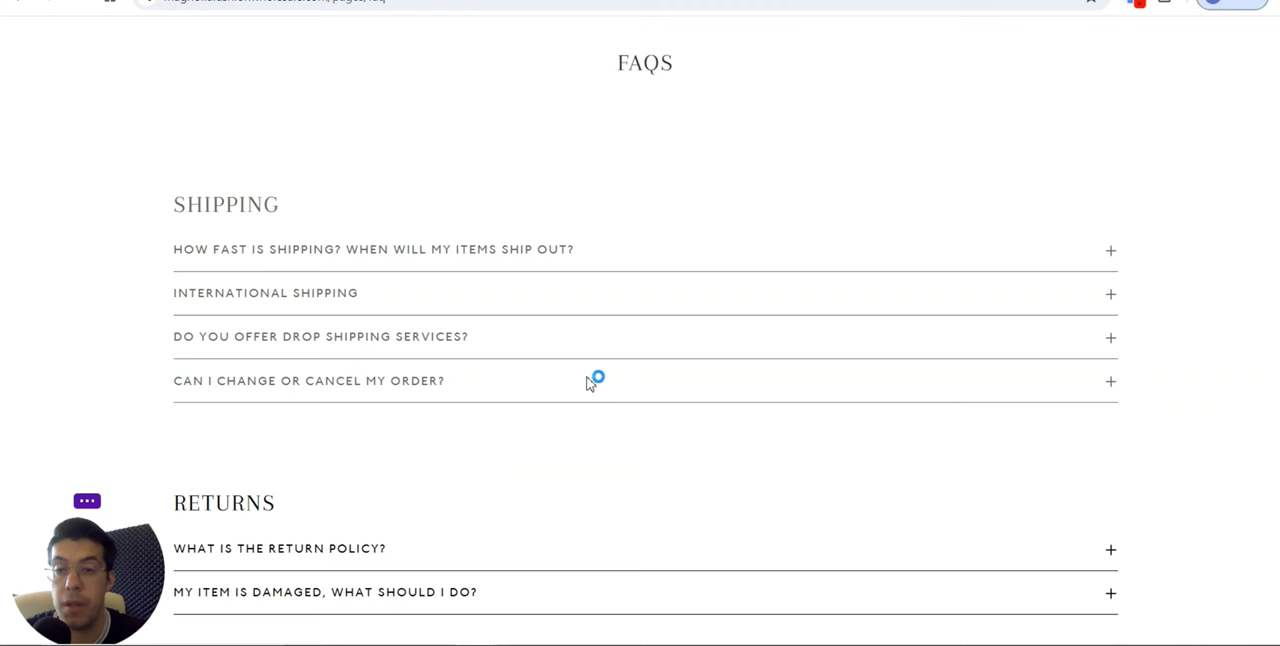 FAQS
SHIPPING
HOW FAST IS SHIPPING? WHEN WILL MY ITEMS SHIP OUT?
INTERNATIONAL SHIPPING
DO YOU OFFER DROP SHIPPING SERVICES?
CAN I CHANGE OR CANCEL MY ORDER?
RETURNS
WHAT IS THE RETURN POLICY?
MY ITEM IS DAMAGED, WHAT SHOULD I DO?